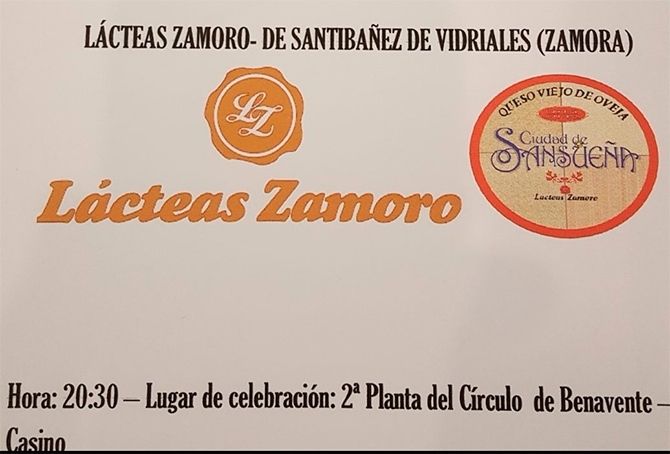 LÁCTEAS ZAMORO- DE SANTIBAÑEZ DE VIDRIALES (ZAMORA)
LZ
Lácteas Zamoro
QUESO VIEJO DE OVEJA
Ciudad de
SANSUEÑA
Lacteas Zamoro
Hora: 20:30 – Lugar de celebración: 2ª Planta del Círculo de Benavente –
Casino